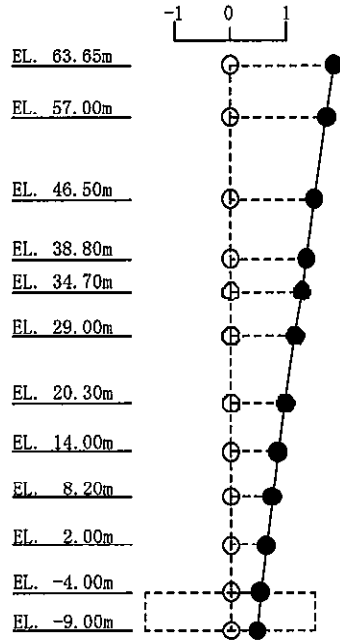 -1 0 1
EL. 63.65m
EL. 57.00m
EL. 46.50m
EL. 38.80m
EL. 34.70m
EL. 29.00m
EL. 20.30m
EL. 14.00m
EL. 8.20m
EL. 2.00m
EL. -4.00m
EL. -9.00m